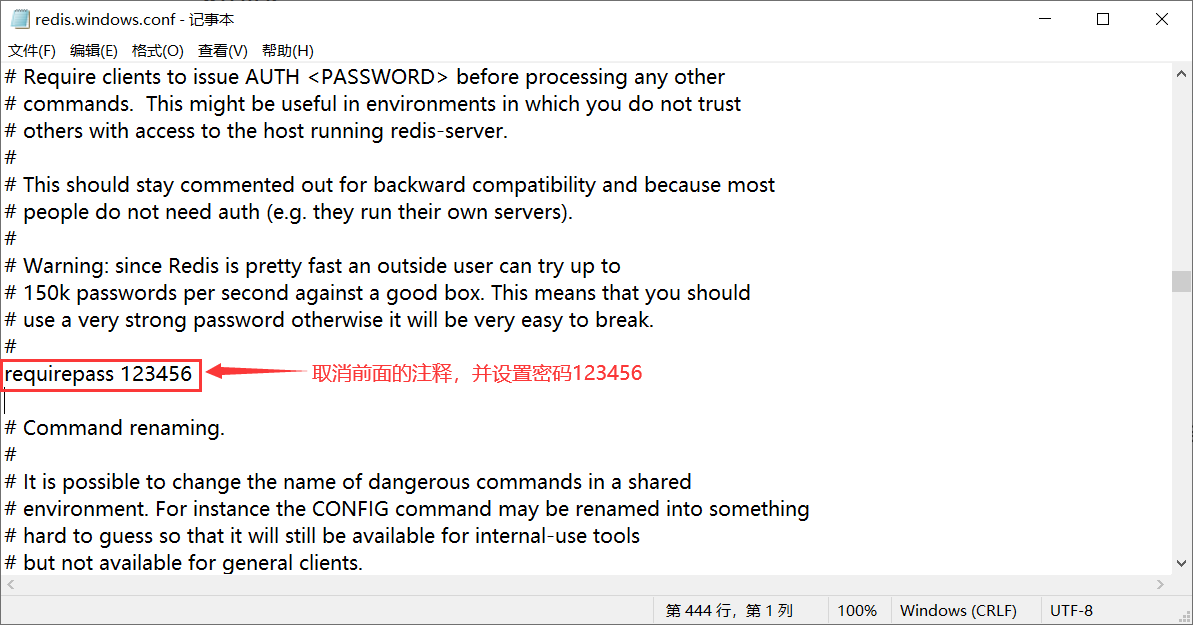 redis.windows.conf - 记事本
文件(F) 编辑(E) 格式(O) 查看(V) 帮助(H)
# Require clients to issue AUTH <PASSWORD> before processing any other
# commands.  This might be useful in environments in which you do not trust
# others with access to the host running redis-server.
#
# This should stay commented out for backward compatibility and because most
# people do not need auth (e.g. they run their own servers).
#
# Warning: since Redis is pretty fast an outside user can try up to
# 150k passwords per second against a good box. This means that you should
# use a very strong password otherwise it will be very easy to break.
#
requirepass 123456 取消前面的注释，并设置密码123456
# Command renaming.
#
# It is possible to change the name of dangerous commands in a shared
# environment. For instance the CONFIG command may be renamed into something
# hard to guess so that it will still be available for internal-use tools
# but not available for general clients.
第 444 行，第 1 列 100% Windows (CRLF) UTF-8